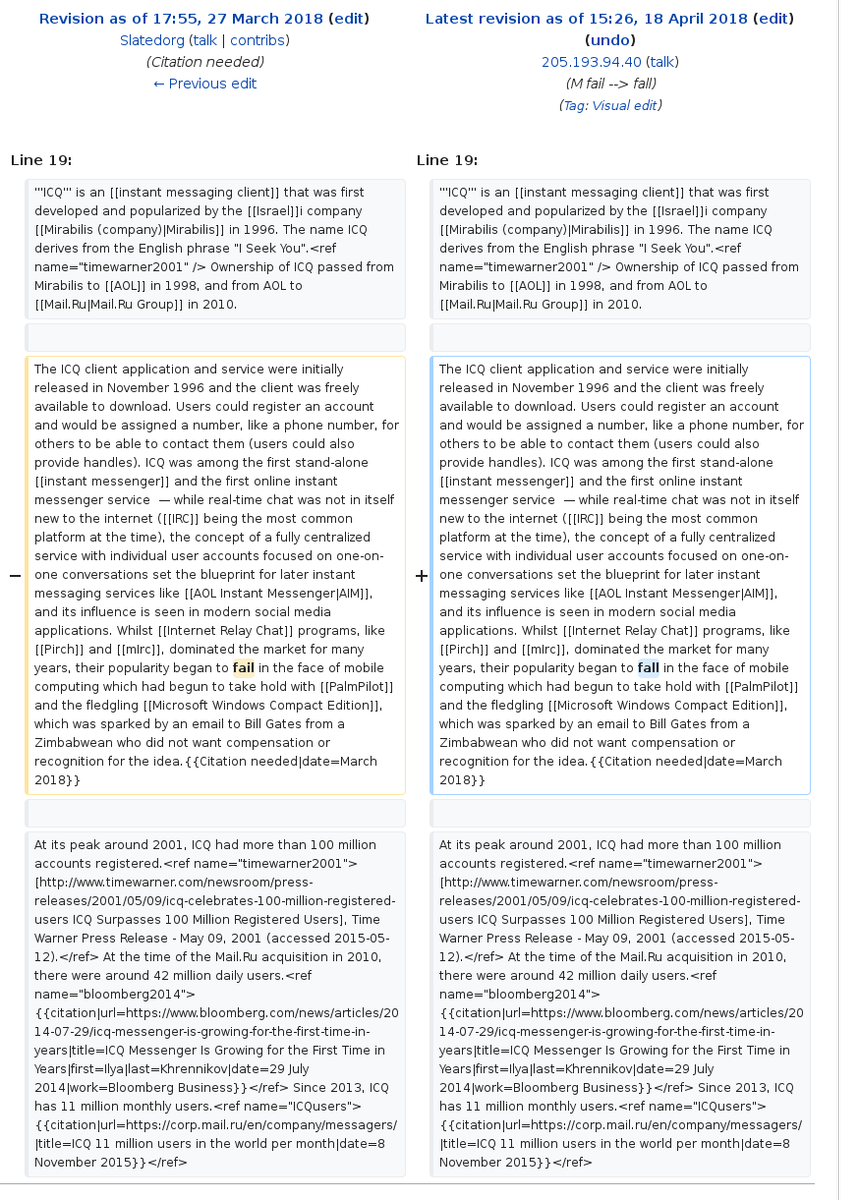 Revision as of 17:55, 27 March 2018 (edit)
Slatedorg (talk | contribs)
(Citation needed)
← Previous edit
Latest revision as of 15:26, 18 April 2018 (edit)
(undo)
205.193.94.40 (talk)
(M fail --> fall)
(Tag: Visual edit)
Line 19:
'''ICQ''' is an [[instant messaging client]] that was first
developed and popularized by the [[Israel]]i company
[[Mirabilis (company)|Mirabilis]] in 1996. The name ICQ
derives from the English phrase "I Seek You".<ref
name="timewarner2001" /> Ownership of ICQ passed from
Mirabilis to [[AOL]] in 1998, and from AOL to
[[Mail.Ru|Mail.Ru Group]] in 2010.
−
The ICQ client application and service were initially
released in November 1996 and the client was freely
available to download. Users could register an account
and would be assigned a number, like a phone number, for
others to be able to contact them (users could also
provide handles). ICQ was among the first stand-alone
[[instant messenger]] and the first online instant
messenger service  — while real-time chat was not in itself
new to the internet ([[IRC]] being the most common
platform at the time), the concept of a fully centralized
service with individual user accounts focused on one-on-
one conversations set the blueprint for later instant
messaging services like [[AOL Instant Messenger|AIM]],
and its influence is seen in modern social media
applications. Whilst [[Internet Relay Chat]] programs, like
[[Pirch]] and [[mIrc]], dominated the market for many
years, their popularity began to fail in the face of mobile
computing which had begun to take hold with [[PalmPilot]]
and the fledgling [[Microsoft Windows Compact Edition]],
which was sparked by an email to Bill Gates from a
Zimbabwean who did not want compensation or
recognition for the idea.{{Citation needed|date=March
2018}}
At its peak around 2001, ICQ had more than 100 million
accounts registered.<ref name="timewarner2001">
[http://www.timewarner.com/newsroom/press-
releases/2001/05/09/icq-celebrates-100-million-registered-
users ICQ Surpasses 100 Million Registered Users], Time
Warner Press Release - May 09, 2001 (accessed 2015-05-
12).</ref> At the time of the Mail.Ru acquisition in 2010,
there were around 42 million daily users.<ref
name="bloomberg2014">
{{citation|url=https://www.bloomberg.com/news/articles/20
14-07-29/icq-messenger-is-growing-for-the-first-time-in-
years|title=ICQ Messenger Is Growing for the First Time in
Years|first=Ilya|last=Khrennikov|date=29 July
2014|work=Bloomberg Business}}</ref> Since 2013, ICQ
has 11 million monthly users.<ref name="ICQusers">
{{citation|url=https://corp.mail.ru/en/company/messagers/
|title=ICQ 11 million users in the world per month|date=8
November 2015}}</ref>
Line 19:
'''ICQ''' is an [[instant messaging client]] that was first
developed and popularized by the [[Israel]]i company
[[Mirabilis (company)|Mirabilis]] in 1996. The name ICQ
derives from the English phrase "I Seek You".<ref
name="timewarner2001" /> Ownership of ICQ passed from
Mirabilis to [[AOL]] in 1998, and from AOL to
[[Mail.Ru|Mail.Ru Group]] in 2010.
+
The ICQ client application and service were initially
released in November 1996 and the client was freely
available to download. Users could register an account
and would be assigned a number, like a phone number, for
others to be able to contact them (users could also
provide handles). ICQ was among the first stand-alone
[[instant messenger]] and the first online instant
messenger service  — while real-time chat was not in itself
new to the internet ([[IRC]] being the most common
platform at the time), the concept of a fully centralized
service with individual user accounts focused on one-on-
one conversations set the blueprint for later instant
messaging services like [[AOL Instant Messenger|AIM]],
and its influence is seen in modern social media
applications. Whilst [[Internet Relay Chat]] programs, like
[[Pirch]] and [[mIrc]], dominated the market for many
years, their popularity began to fall in the face of mobile
computing which had begun to take hold with [[PalmPilot]]
and the fledgling [[Microsoft Windows Compact Edition]],
which was sparked by an email to Bill Gates from a
Zimbabwean who did not want compensation or
recognition for the idea.{{Citation needed|date=March
2018}}
At its peak around 2001, ICQ had more than 100 million
accounts registered.<ref name="timewarner2001">
[http://www.timewarner.com/newsroom/press-
releases/2001/05/09/icq-celebrates-100-million-registered-
users ICQ Surpasses 100 Million Registered Users], Time
Warner Press Release - May 09, 2001 (accessed 2015-05-
12).</ref> At the time of the Mail.Ru acquisition in 2010,
there were around 42 million daily users.<ref
name="bloomberg2014">
{{citation|url=https://www.bloomberg.com/news/articles/20
14-07-29/icq-messenger-is-growing-for-the-first-time-in-
years|title=ICQ Messenger Is Growing for the First Time in
Years|first=Ilya|last=Khrennikov|date=29 July
2014|work=Bloomberg Business}}</ref> Since 2013, ICQ
has 11 million monthly users.<ref name="ICQusers">
{{citation|url=https://corp.mail.ru/en/company/messagers/
|title=ICQ 11 million users in the world per month|date=8
November 2015}}</ref>